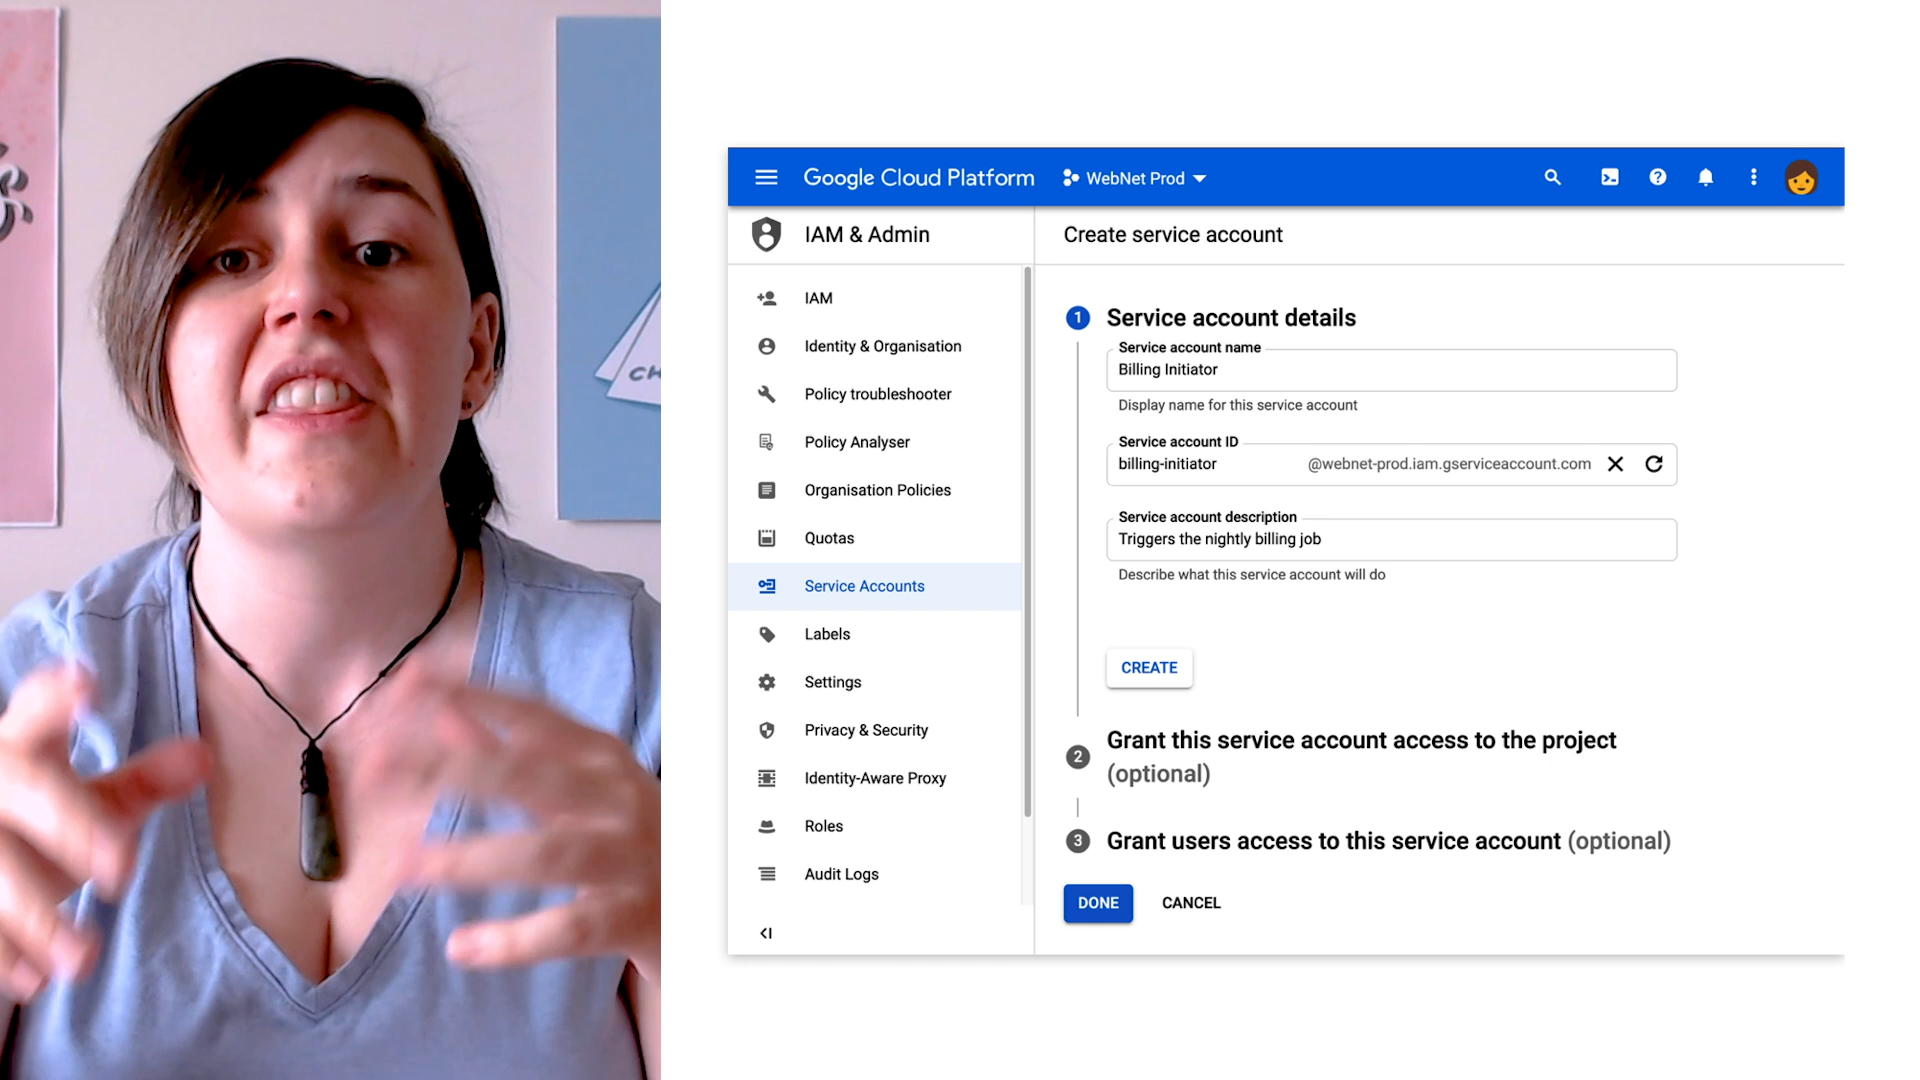 CH
Google Cloud Platform
WebNet Prod
IAM & Admin
Create service account
IAM
Identity & Organisation
Policy troubleshooter
Policy Analyser
Organisation Policies
Quotas
Service Accounts
Labels
Settings
Privacy & Security
Identity-Aware Proxy
Roles
Audit Logs
1 Service account details
Service account name
Billing Initiator
Display name for this service account
Service account ID
billing-initiator @webnet-prod.iam.gserviceaccount.com
Service account description
Triggers the nightly billing job
Describe what this service account will do
CREATE
2 Grant this service account access to the project
(optional)
3 Grant users access to this service account (optional)
DONE CANCEL